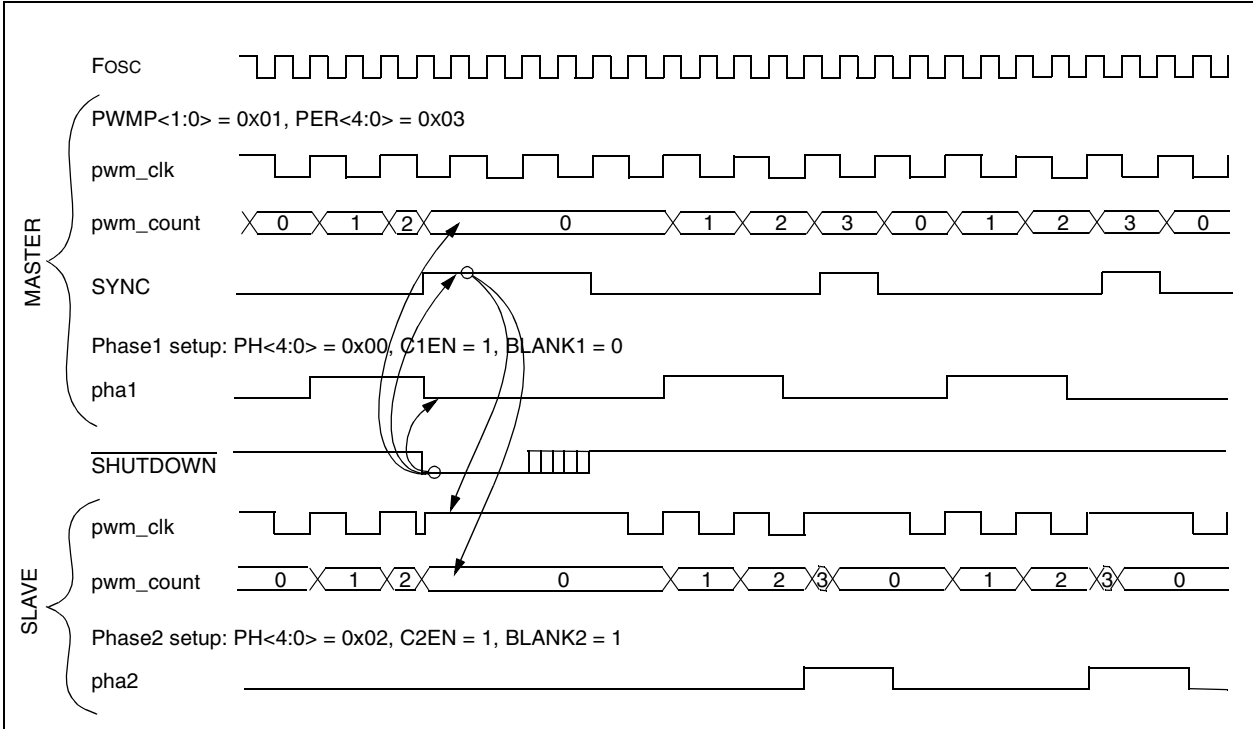 FOSC
PWMP<1:0> = 0x01, PER<4:0> = 0x03
pwm_clk
pwm_count 0 1 2 0 1 2 3 0 1 2 3 0
MASTER
SYNC
Phase1 setup: PH<4:0> = 0x00, C1EN = 1, BLANK1 = 0
pha1
SHUTDOWN
pwm_clk
SLAVE
pwm_count 0 1 2 0 1 2 3 0 1 2 3 0
Phase2 setup: PH<4:0> = 0x02, C2EN = 1, BLANK2 = 1
pha2